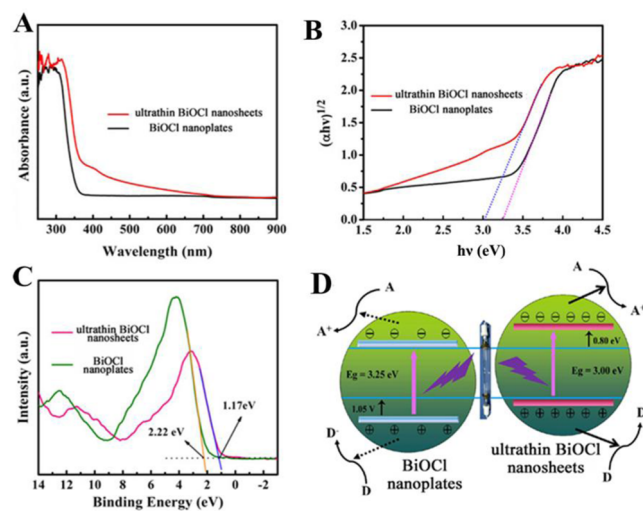 A
Absorbance (a.u.)
ultrathin BiOCl nanosheets
BiOCl nanoplates
300 400 500 600 700 800 900
Wavelength (nm)
B
(αhν)1/2
2.5
2.0
1.5
1.0
0.5
0.0
ultrathin BiOCl nanosheets
BiOCl nanoplates
1.5 2.0 2.5 3.0 3.5 4.0 4.5
hν (eV)
C
Intensity (a.u.)
ultrathin BiOCl
nanosheets
BiOCl
nanoplates
2.22 eV
1.17eV
14 12 10 8 6 4 2 0 -2
Binding Energy (eV)
D
A
A+
Eg = 3.25 eV
1.05 V
D-
D
BiOCl
nanoplates
A
A+
0.80 eV
Eg = 3.00 eV
D
ultrathin BiOCl
nanosheets